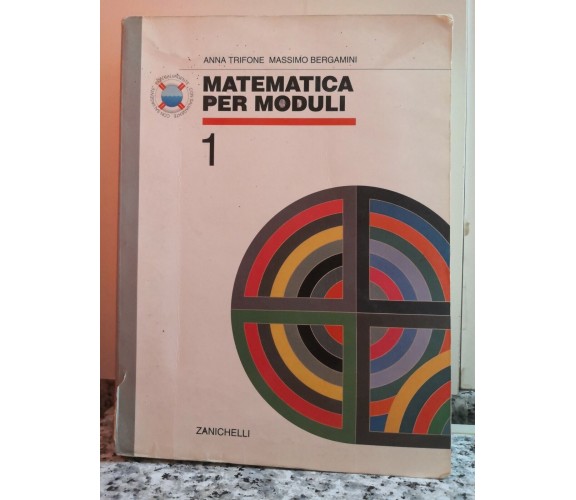 ANNA TRIFONE MASSIMO BERGAMINI
MATEMATICA
PER MODULI
1
ZANICHELLI